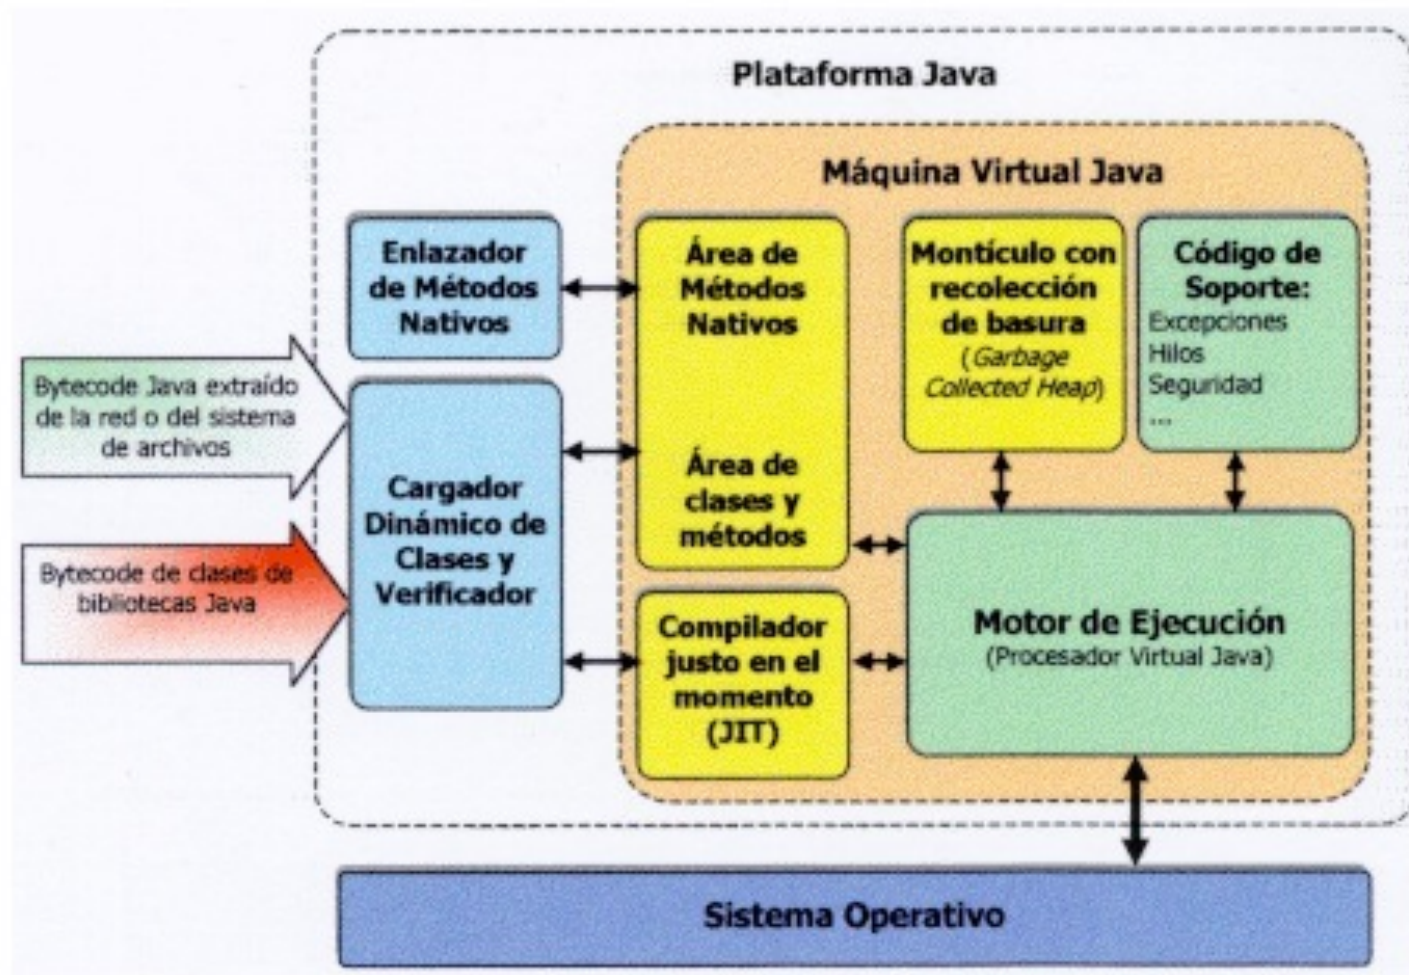 Plataforma Java
Máquina Virtual Java
Enlazador
de Métodos
Nativos
Área de
Métodos
Nativos
Montículo con
recolección
de basura
(Garbage
Collected Heap)
Código de
Soporte:
Excepciones
Hilos
Seguridad
...
Bytecode Java extraído
de la red o del sistema
de archivos
Cargador
Dinámico de
Clases y
Verificador
Área de
clases y
métodos
Bytecode de clases de
bibliotecas Java
Compilador
justo en el
momento
(JIT)
Motor de Ejecución
(Procesador Virtual Java)
Sistema Operativo